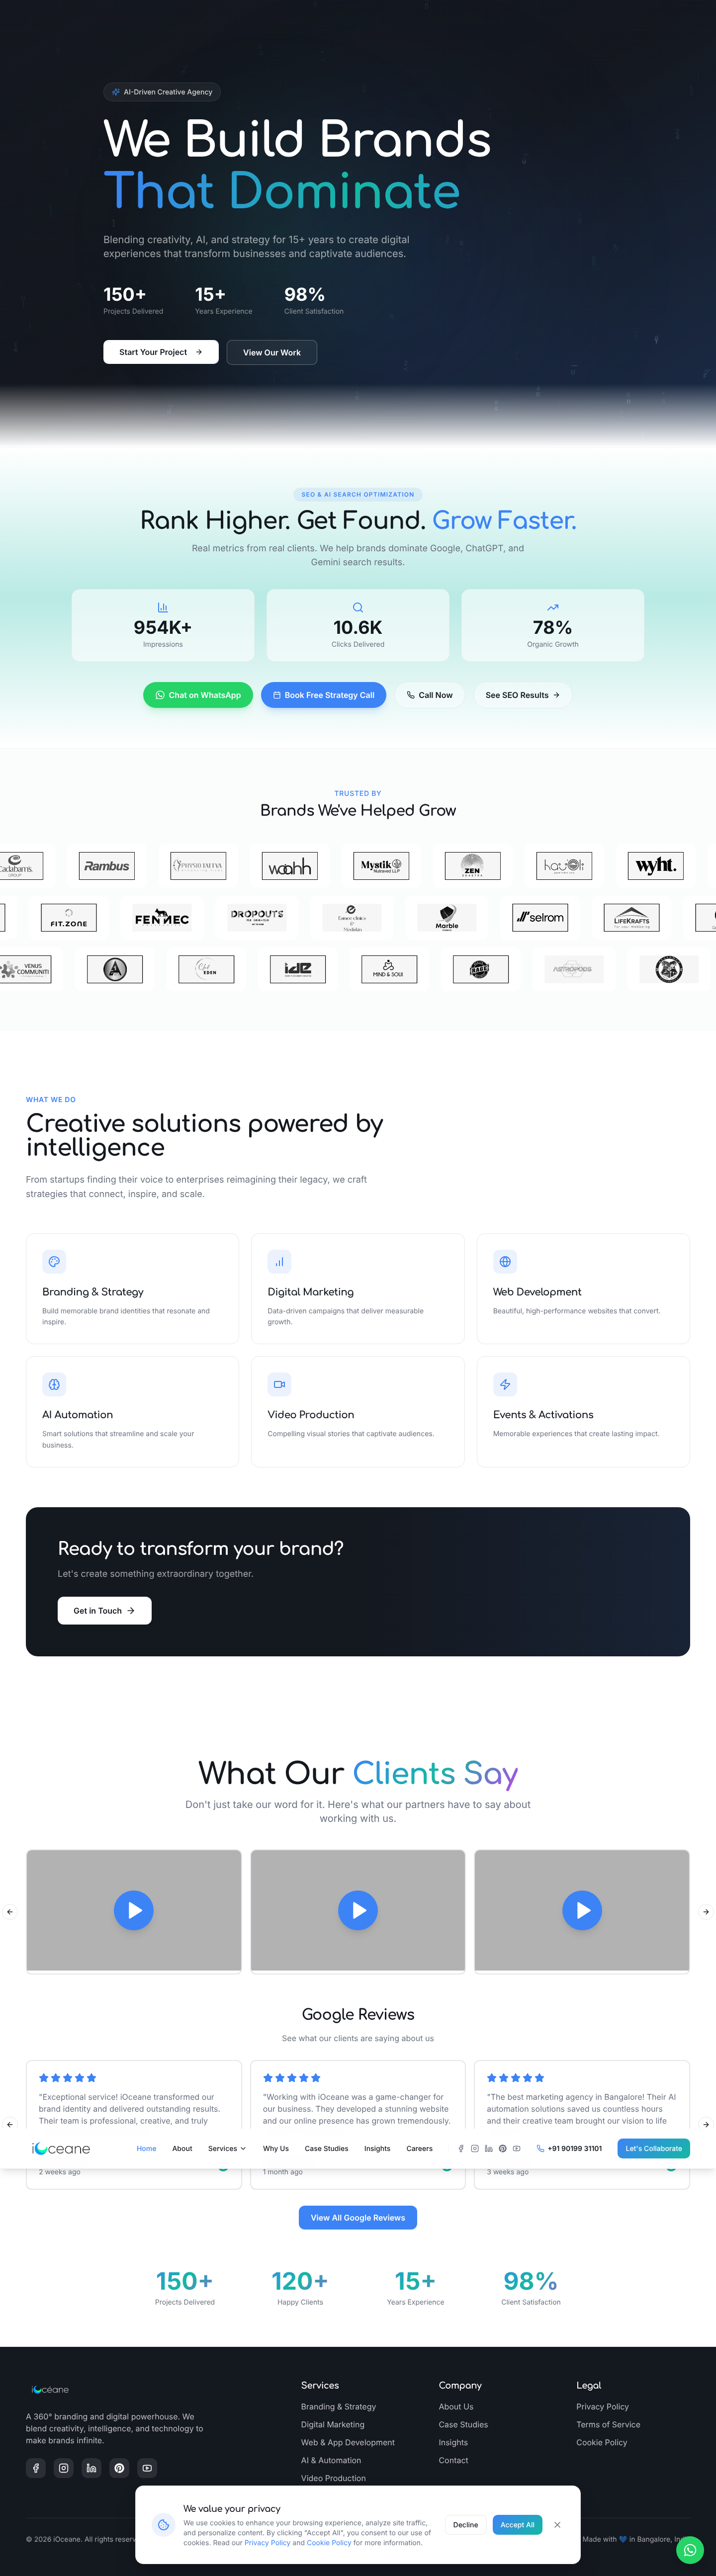 AI-Driven Creative Agency
We Build Brands
That Dominate
Blending creativity, AI, and strategy for 15+ years to create digital
experiences that transform businesses and captivate audiences.
150+
Projects Delivered
15+
Years Experience
98%
Client Satisfaction
Start Your Project
View Our Work
SEO & AI SEARCH OPTIMIZATION
Rank Higher. Get Found. Grow Faster.
Real metrics from real clients. We help brands dominate Google, ChatGPT, and
Gemini search results.
954K+
Impressions
10.6K
Clicks Delivered
78%
Organic Growth
Chat on WhatsApp
Book Free Strategy Call
Call Now
See SEO Results
TRUSTED BY
Brands We've Helped Grow
Cadabams
GROUP
Rambus
PHYSIO TATTVA
woahh
Mystik
Nutraved LLP
ZEN
wyht.
FIT.ZONE
FENNEC
DROPOUTS
Marble
selrom
LIFEKRAFTS
VENUS
COMMUNITI
EDEN
ide
MIND & SOUL
ASTROPODS
WHAT WE DO
Creative solutions powered by
intelligence
From startups finding their voice to enterprises reimagining their legacy, we craft
strategies that connect, inspire, and scale.
Branding & Strategy
Build memorable brand identities that resonate and
inspire.
Digital Marketing
Data-driven campaigns that deliver measurable
growth.
Web Development
Beautiful, high-performance websites that convert.
AI Automation
Smart solutions that streamline and scale your
business.
Video Production
Compelling visual stories that captivate audiences.
Events & Activations
Memorable experiences that create lasting impact.
Ready to transform your brand?
Let's create something extraordinary together.
Get in Touch
What Our Clients Say
Don't just take our word for it. Here's what our partners have to say about
working with us.
Google Reviews
See what our clients are saying about us
"Exceptional service! iOceane transformed our
brand identity and delivered outstanding results.
Their team is professional, creative, and truly
2 weeks ago
"Working with iOceane was a game-changer for
our business. They developed a stunning website
and our online presence has grown tremendously.
1 month ago
"The best marketing agency in Bangalore! Their AI
automation solutions saved us countless hours
and their creative team brought our vision to life
3 weeks ago
iOceane
Home
About
Services
Why Us
Case Studies
Insights
Careers
+91 90199 31101
Let's Collaborate
View All Google Reviews
150+
Projects Delivered
120+
Happy Clients
15+
Years Experience
98%
Client Satisfaction
iOcéane
A 360° branding and digital powerhouse. We
blend creativity, intelligence, and technology to
make brands infinite.
Services
Branding & Strategy
Digital Marketing
Web & App Development
AI & Automation
Video Production
Company
About Us
Case Studies
Insights
Contact
Legal
Privacy Policy
Terms of Service
Cookie Policy
We value your privacy
We use cookies to enhance your browsing experience, analyze site traffic,
and personalize content. By clicking "Accept All", you consent to our use of
cookies. Read our Privacy Policy and Cookie Policy for more information.
Decline
Accept All
© 2026 iOceane. All rights reserv
Made with 💙 in Bangalore, Ind